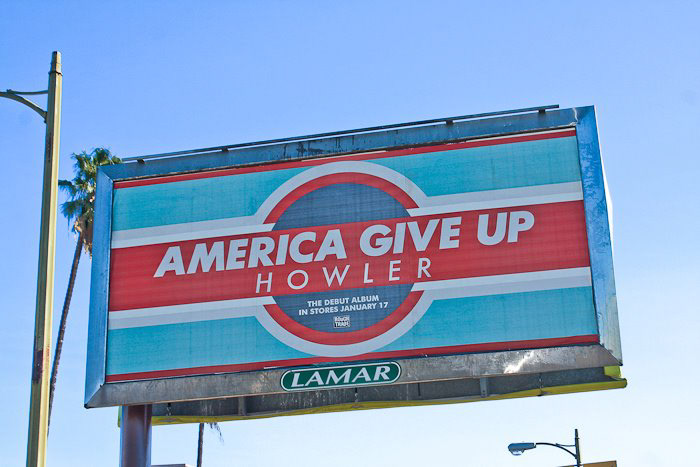 AMERICA GIVE UP
HOWLER
THE DEBUT ALBUM
IN STORES JANUARY 17
ROUGH
TRADE
LAMAR